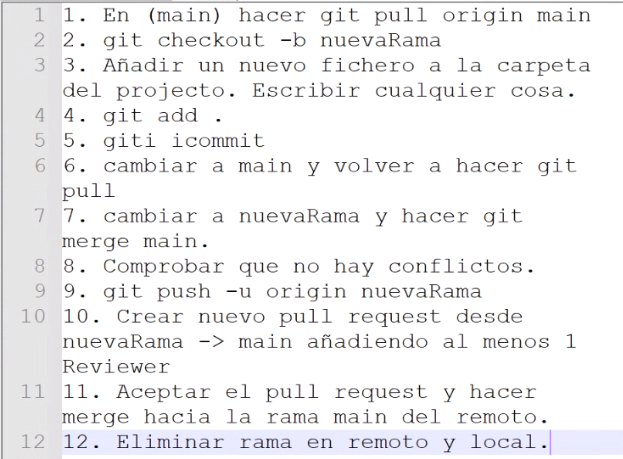 1 1. En (main) hacer git pull origin main
2 2. git checkout -b nuevaRama
3 3. Añadir un nuevo fichero a la carpeta
del projecto. Escribir cualquier cosa.
4 4. git add .
5 5. giti icommit
6 6. cambiar a main y volver a hacer git
pull
7 7. cambiar a nuevaRama y hacer git
merge main.
8 8. Comprobar que no hay conflictos.
9 9. git push -u origin nuevaRama
10 10. Crear nuevo pull request desde
nuevaRama -> main añadiendo al menos 1
Reviewer
11 11. Aceptar el pull request y hacer
merge hacia la rama main del remoto.
12 12. Eliminar rama en remoto y local.